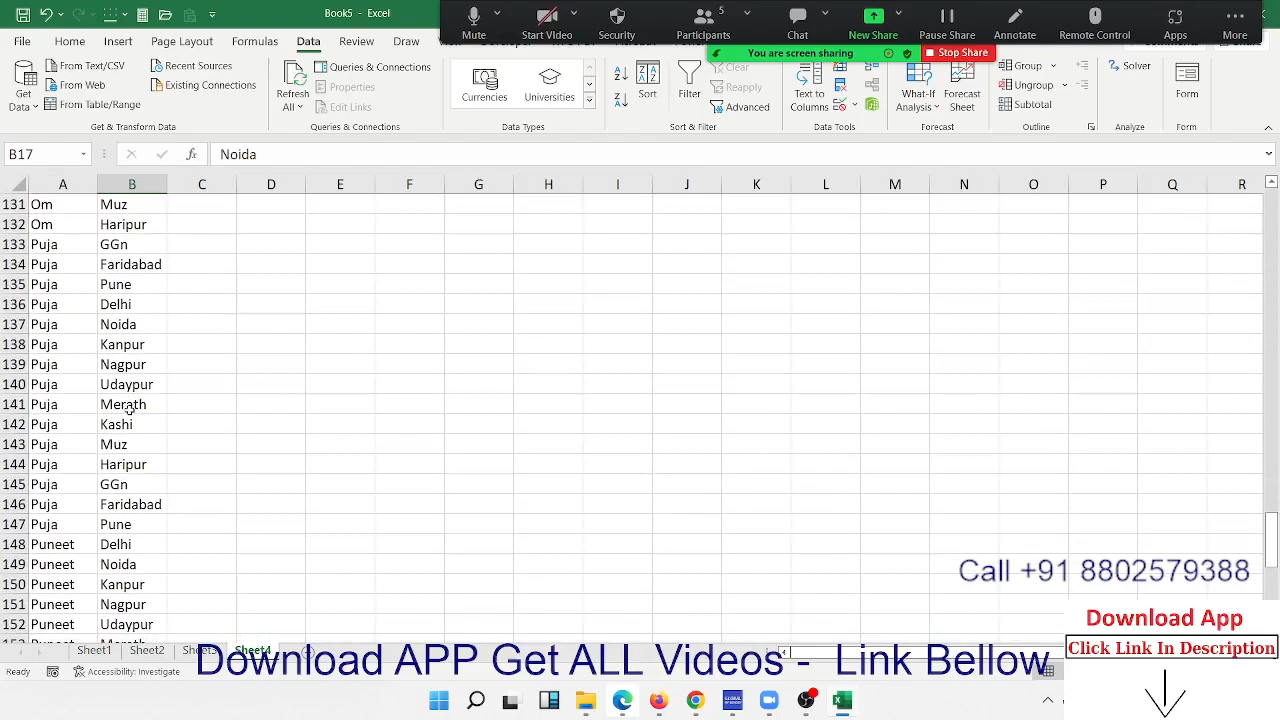 Book5 - Excel
Mute
Start Video
Security
Participants
5
Chat
New Share
Pause Share
Annotate
Remote Control
Apps
More
You are screen sharing
Stop Share
File
Home
Insert
Page Layout
Formulas
Data
Review
Draw
Get Data
From Text/CSV
From Web
From Table/Range
Recent Sources
Existing Connections
Get & Transform Data
Refresh All
Queries & Connections
Properties
Edit Links
Queries & Connections
Currencies
Universities
Data Types
Sort
Filter
Clear
Reapply
Advanced
Sort & Filter
Text to Columns
Data Tools
What-If Analysis
Forecast Sheet
Forecast
Group
Ungroup
Subtotal
Outline
Solver
Analyze
Form
Form
B17
fx
Noida
A B C D E F G H I J K L M N O P Q R
131 Om Muz
132 Om Haripur
133 Puja GGn
134 Puja Faridabad
135 Puja Pune
136 Puja Delhi
137 Puja Noida
138 Puja Kanpur
139 Puja Nagpur
140 Puja Udaypur
141 Puja Merath
142 Puja Kashi
143 Puja Muz
144 Puja Haripur
145 Puja GGn
146 Puja Faridabad
147 Puja Pune
148 Puneet Delhi
149 Puneet Noida
150 Puneet Kanpur
151 Puneet Nagpur
152 Puneet Udaypur
Call +91 8802579388
Download App
Click Link In Description
Sheet1
Sheet2
Sheet4
Download APP Get ALL Videos - Link Bellow
Ready
Accessibility: Investigate